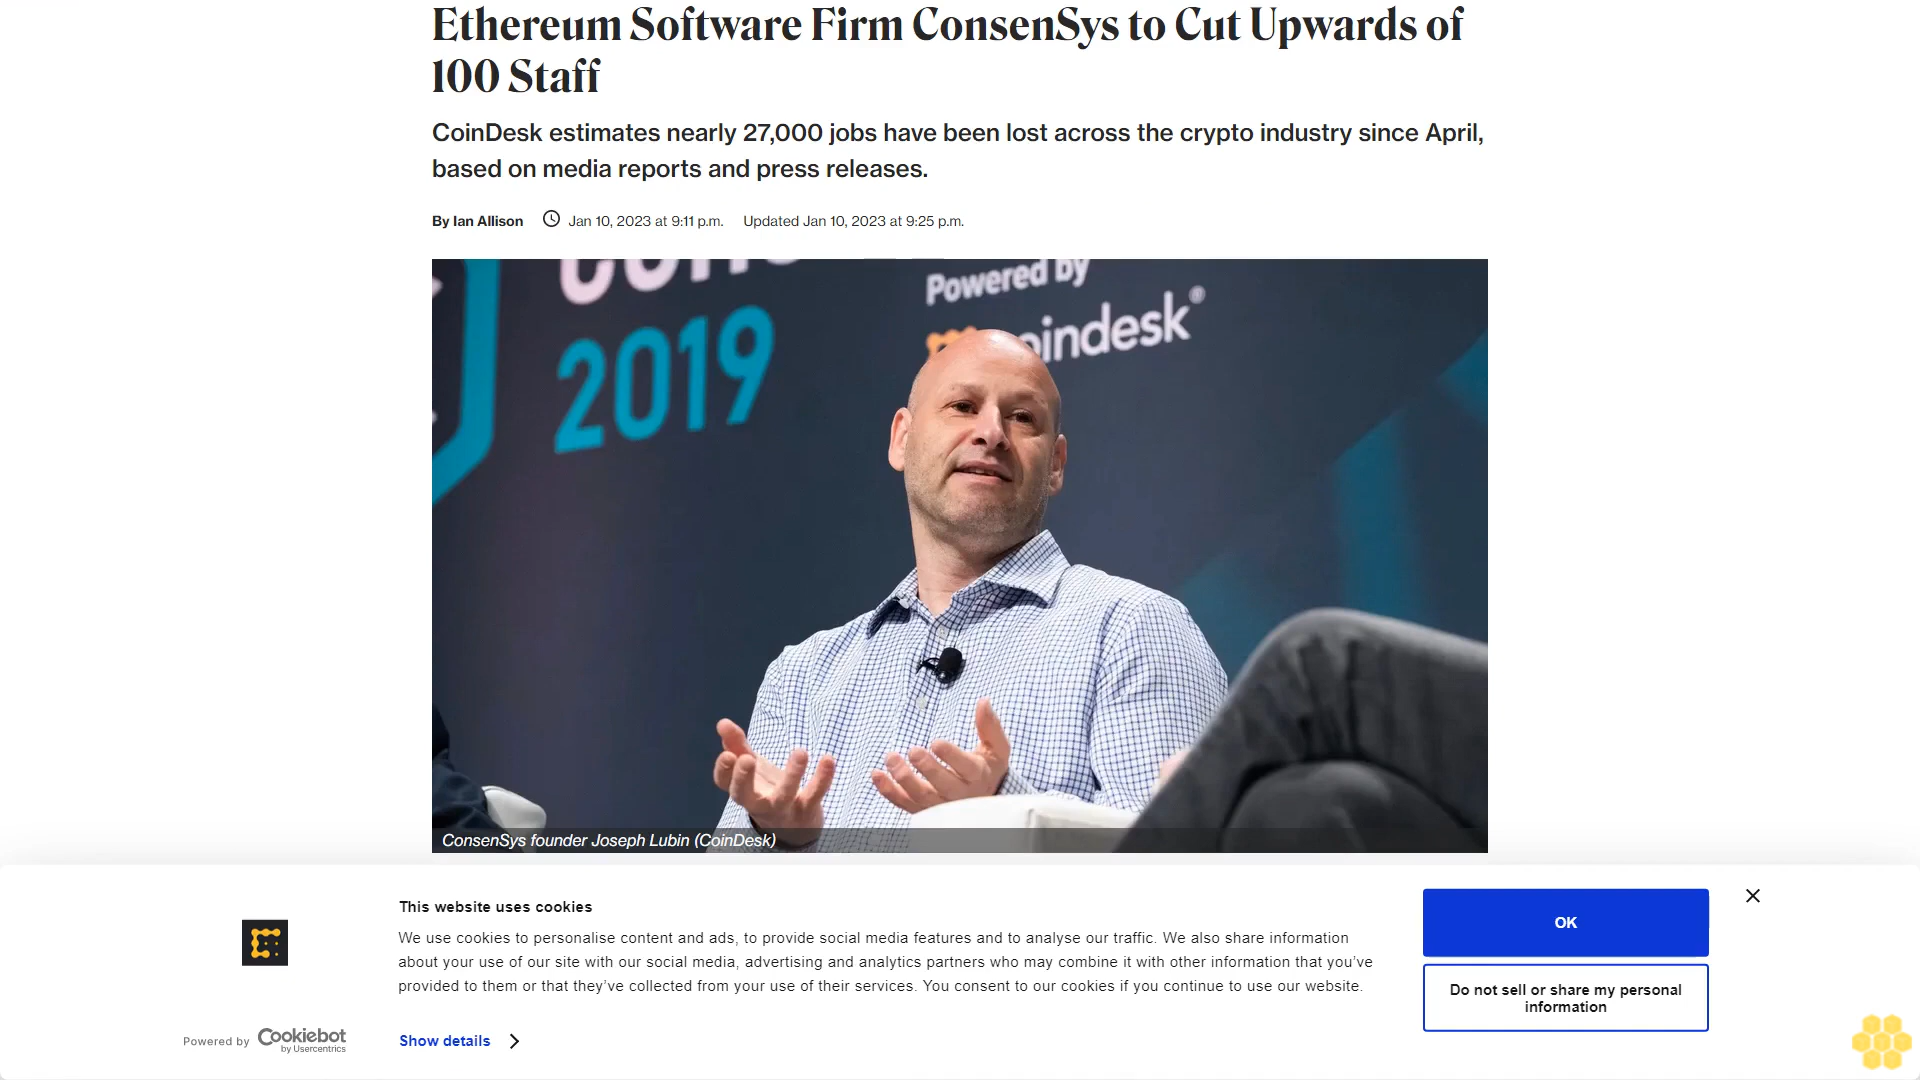 Ethereum Software Firm ConsenSys to Cut Upwards of
100 Staff
CoinDesk estimates nearly 27,000 jobs have been lost across the crypto industry since April,
based on media reports and press releases.
By Ian Allison Jan 10, 2023 at 9:11 p.m. Updated Jan 10, 2023 at 9:25 p.m.
2019
Powered by
coindesk®
ConsenSys founder Joseph Lubin (CoinDesk)
This website uses cookies
We use cookies to personalise content and ads, to provide social media features and to analyse our traffic. We also share information
about your use of our site with our social media, advertising and analytics partners who may combine it with other information that you've
provided to them or that they've collected from your use of their services. You consent to our cookies if you continue to use our website.
Show details
OK
Do not sell or share my personal
information
Powered by Cookiebot
by Usercentrics